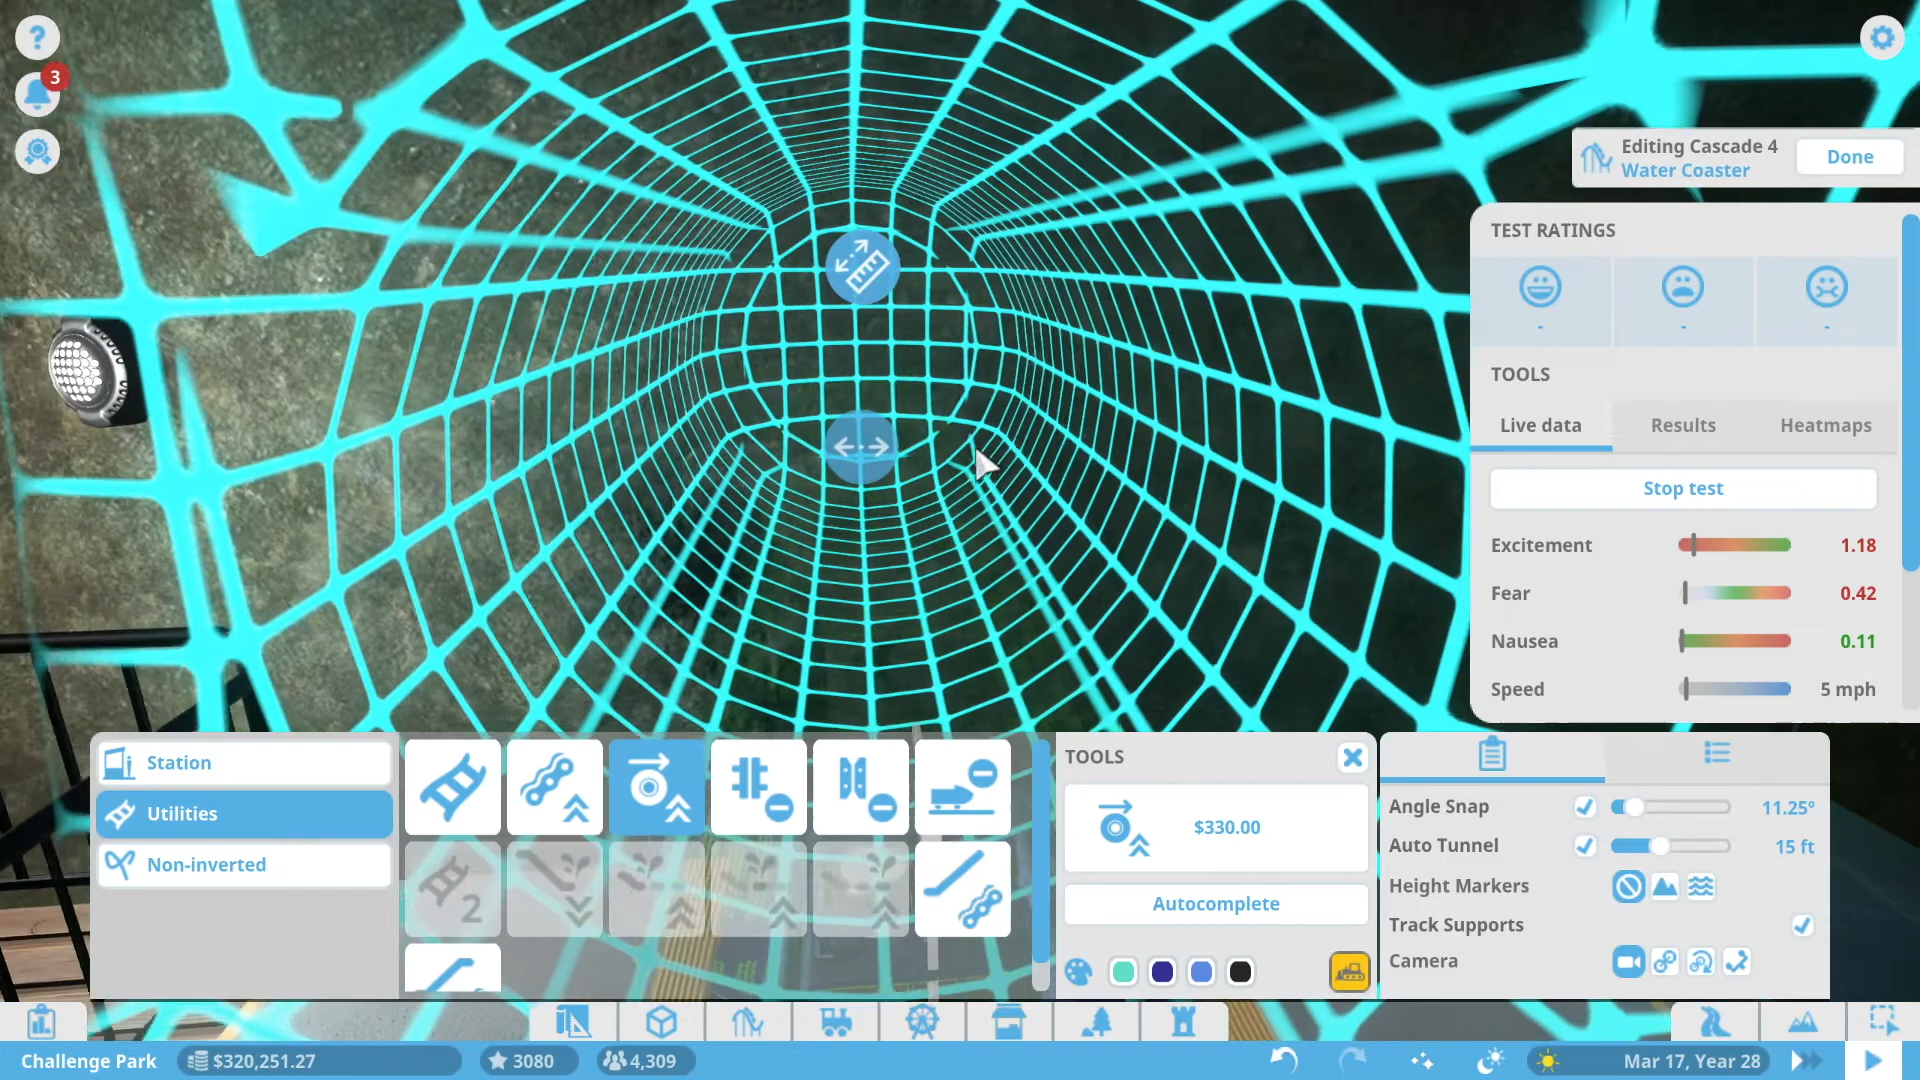 ?
3
Editing Cascade 4
Water Coaster
Done
TEST RATINGS
- - -
TOOLS
Live data Results Heatmaps
Stop test
Excitement 1.18
Fear 0.42
Nausea 0.11
Speed 5 mph
Station
Utilities
Non-inverted
2
TOOLS
$330.00
Autocomplete
Angle Snap 11.25°
Auto Tunnel 15 ft
Height Markers
Track Supports
Camera
Challenge Park $320,251.27 3080 4,309 Mar 17, Year 28